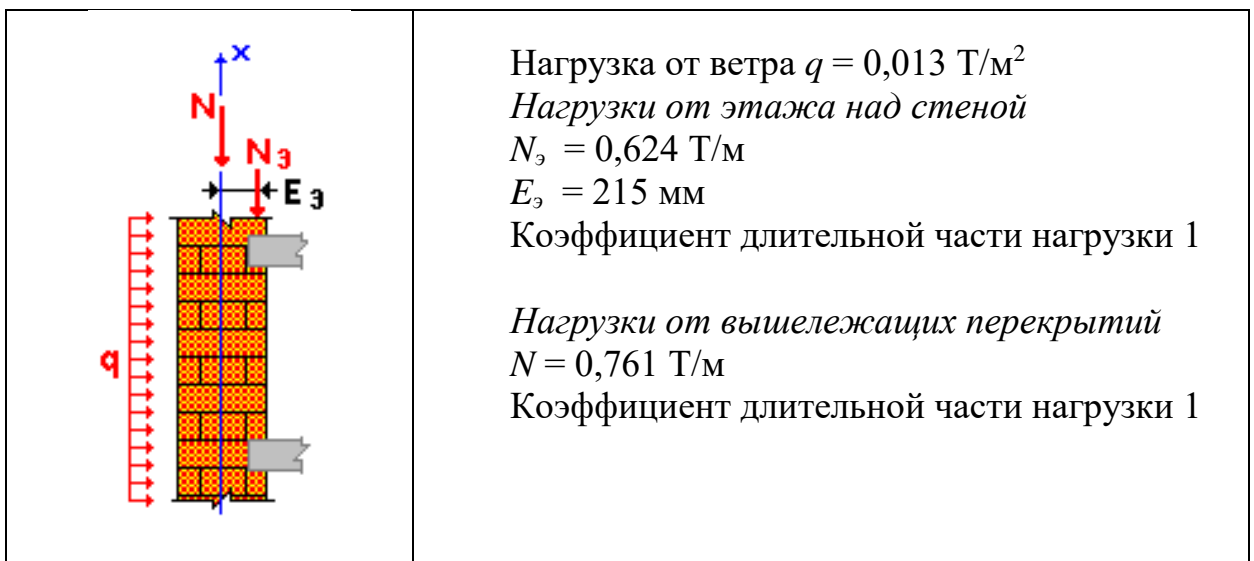 x
N
Nэ
Eэ
q
Нагрузка от ветра q = 0,013 Т/м²
Нагрузки от этажа над стеной
Nэ = 0,624 Т/м
Eэ = 215 мм
Коэффициент длительной части нагрузки 1
Нагрузки от вышележащих перекрытий
N = 0,761 Т/м
Коэффициент длительной части нагрузки 1